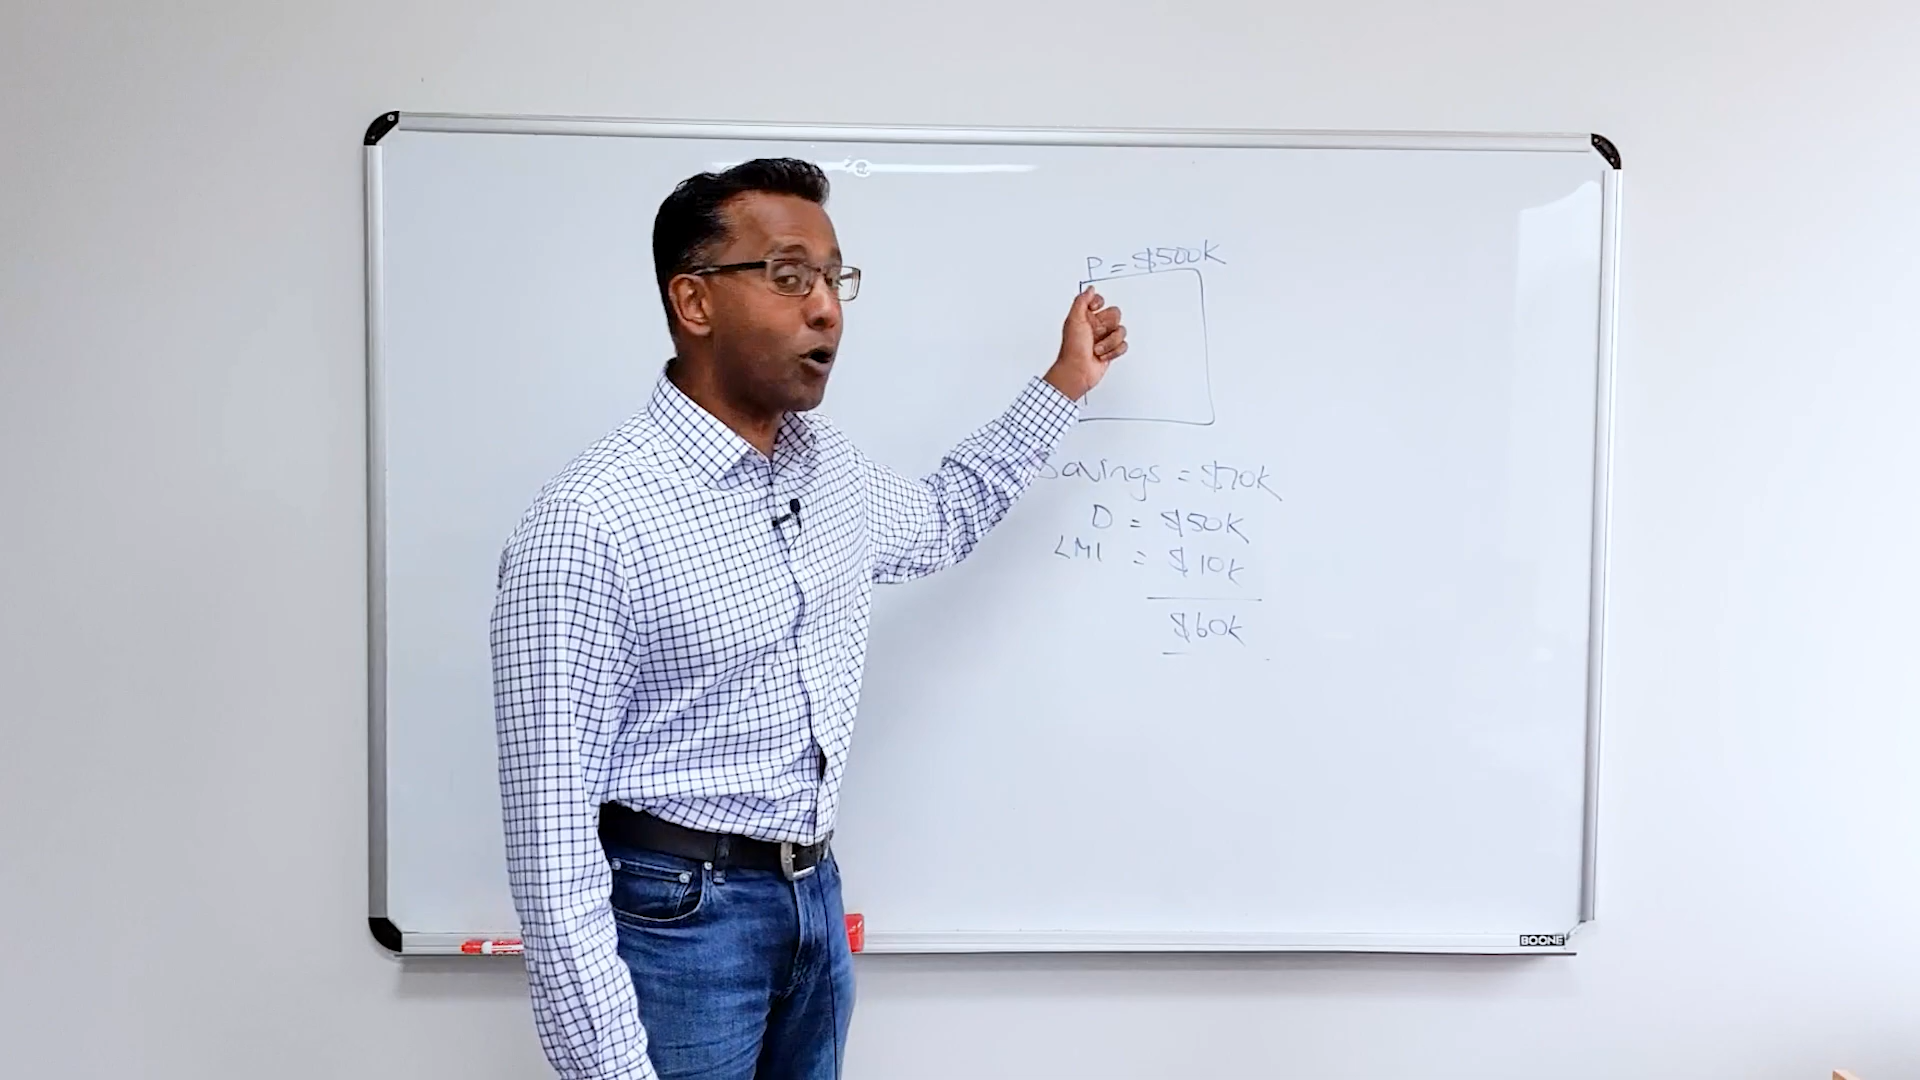 P = $500K
Savings = $70K
D = $50K
LMI = $10K
$60K
BOONE